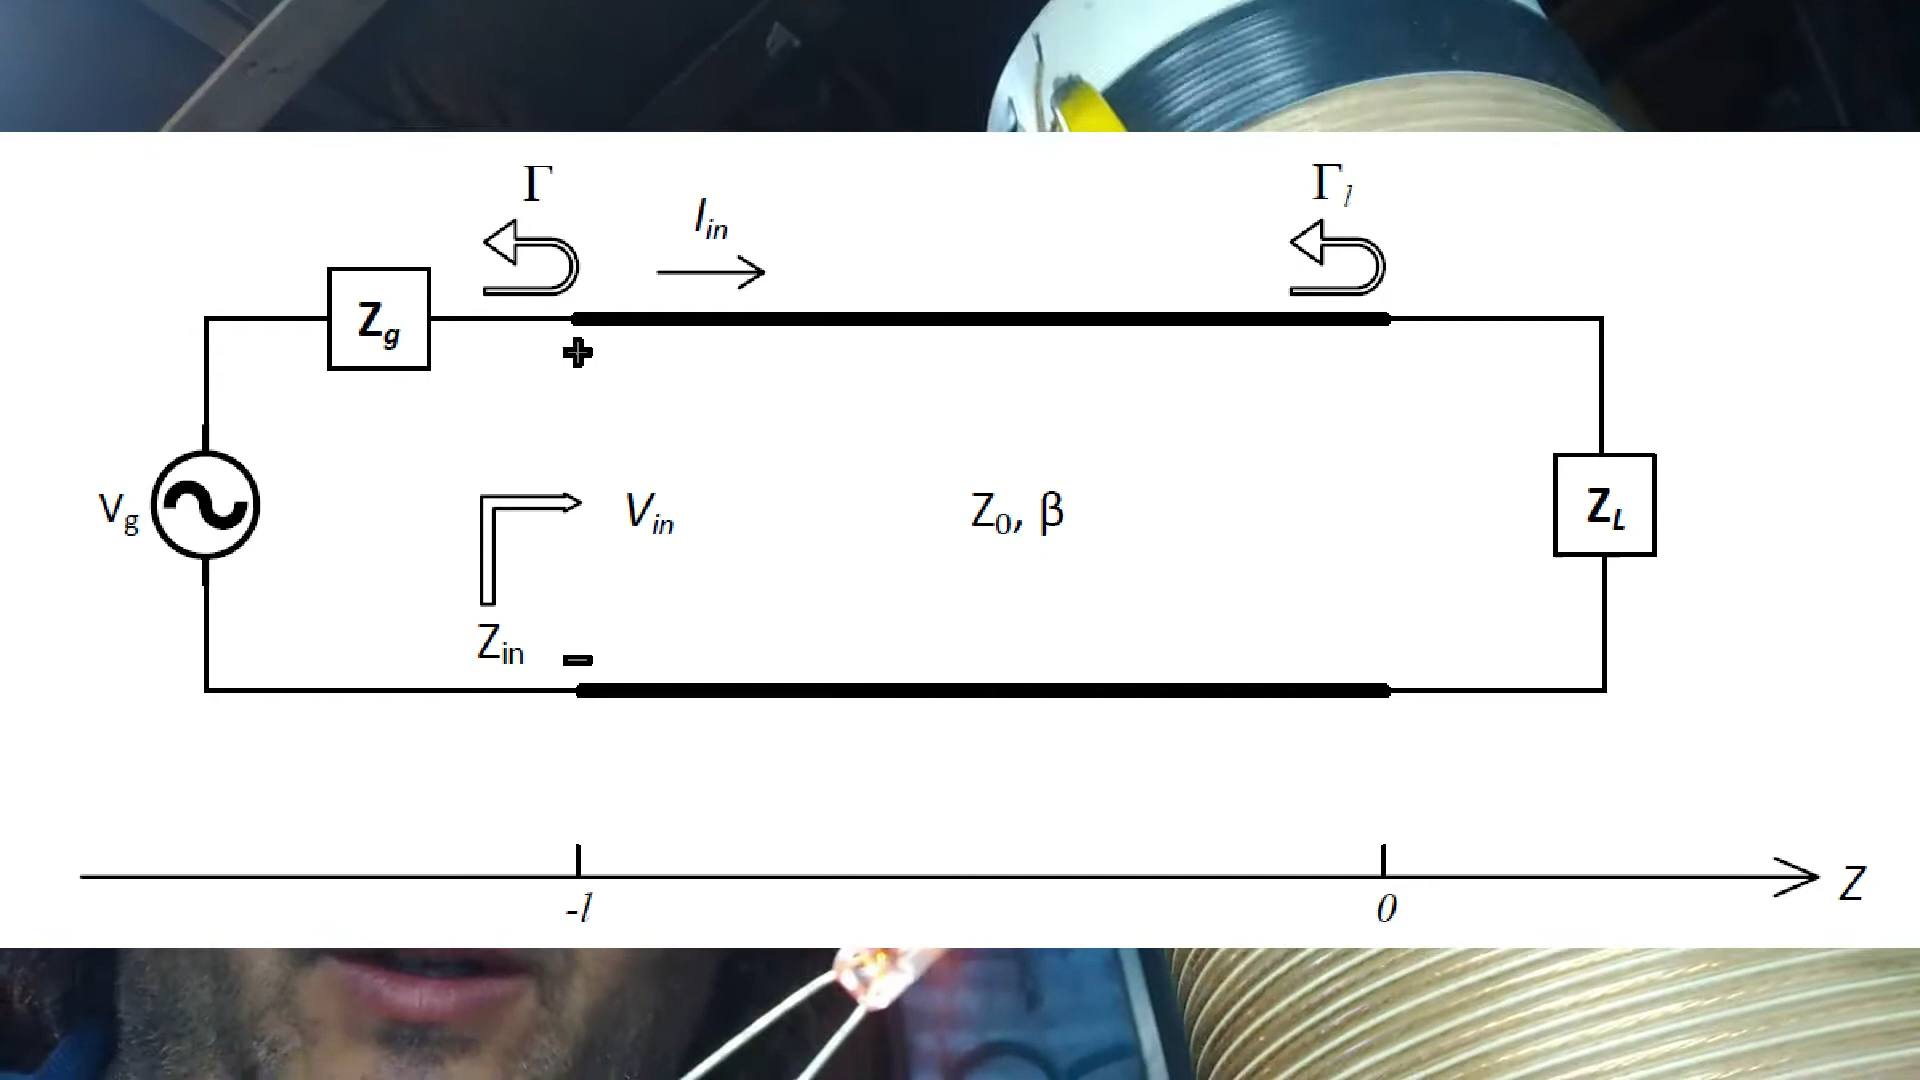 Γ
Γl
Iin
Zg
+
Vg
Vin
Z0, β
ZL
Zin
-
-l
0
Z